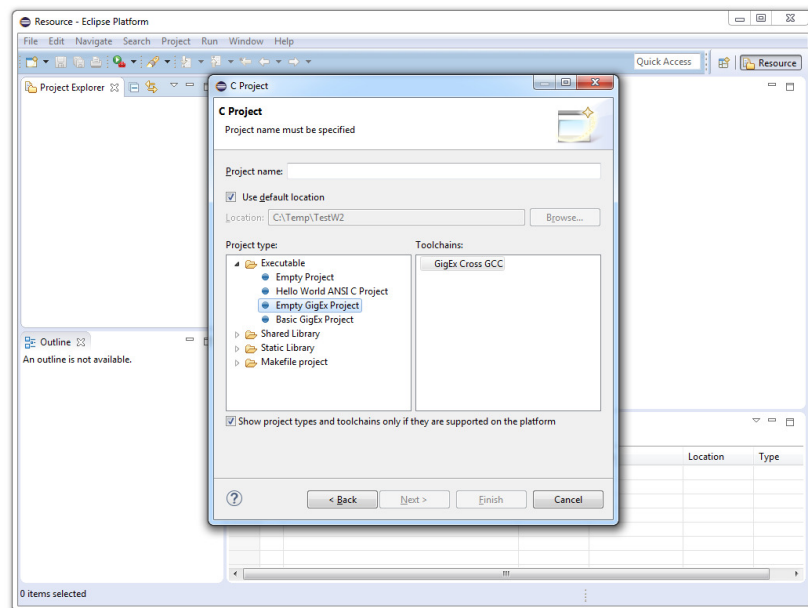 Resource - Eclipse Platform
File Edit Navigate Search Project Run Window Help
Quick Access
Resource
Project Explorer
C Project
C Project
Project name must be specified
Project name:
Use default location
Location: C:\Temp\TestW2 Browse...
Project type: Toolchains:
Executable GigEx Cross GCC
Empty Project
Hello World ANSI C Project
Empty GigEx Project
Basic GigEx Project
Shared Library
Static Library
Makefile project
Outline
An outline is not available.
Show project types and toolchains only if they are supported on the platform
Location Type
< Back Next > Finish Cancel
0 items selected